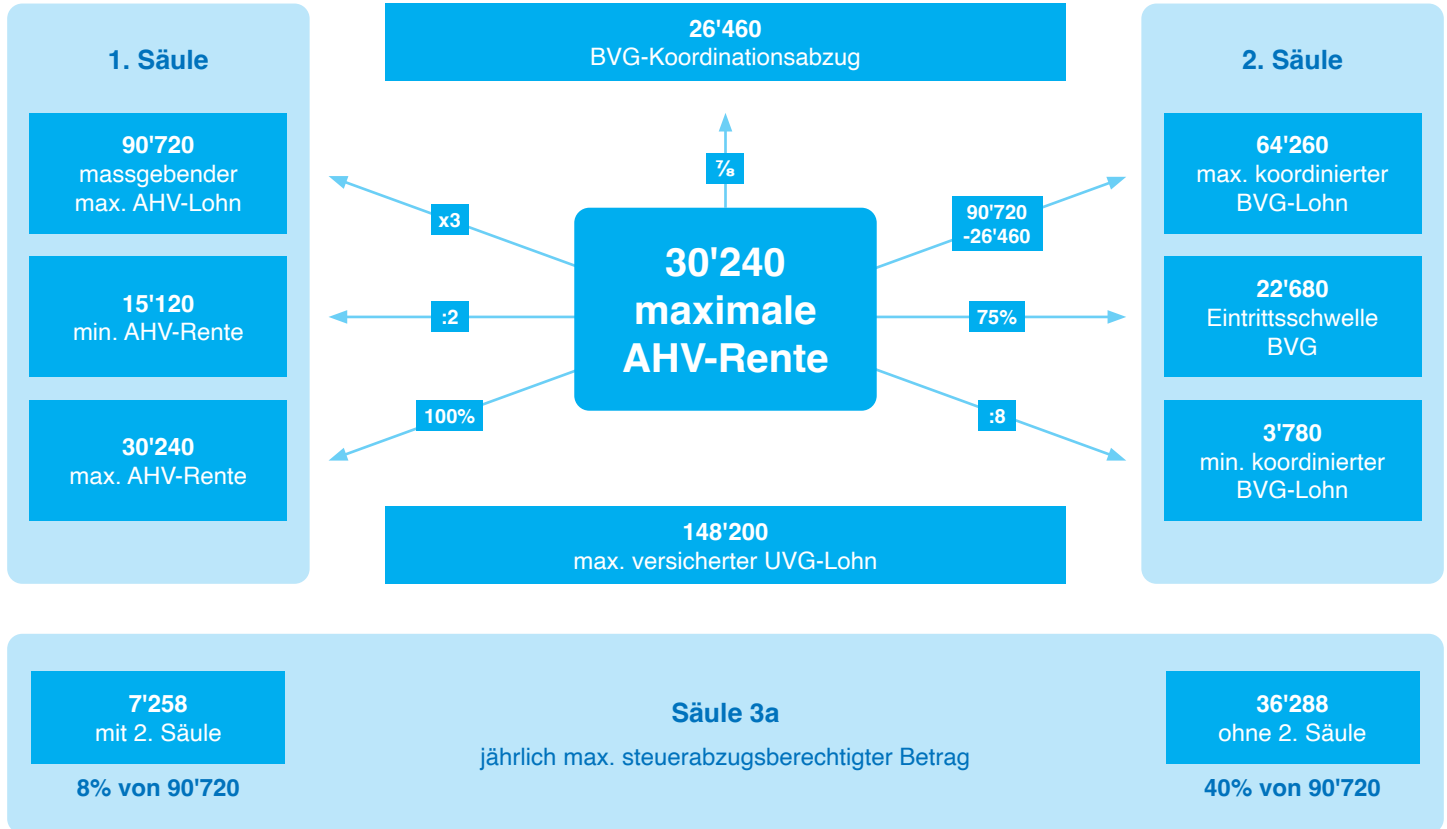 1. Säule
90'720
massgebender
max. AHV-Lohn
15'120
min. AHV-Rente
30'240
max. AHV-Rente
26'460
BVG-Koordinationsabzug
⅞
x3
:2
100%
30'240
maximale
AHV-Rente
90'720
-26'460
75%
:8
148'200
max. versicherter UVG-Lohn
2. Säule
64'260
max. koordinierter
BVG-Lohn
22'680
Eintrittsschwelle
BVG
3'780
min. koordinierter
BVG-Lohn
7'258
mit 2. Säule
8% von 90'720
Säule 3a
jährlich max. steuerabzugsberechtigter Betrag
36'288
ohne 2. Säule
40% von 90'720